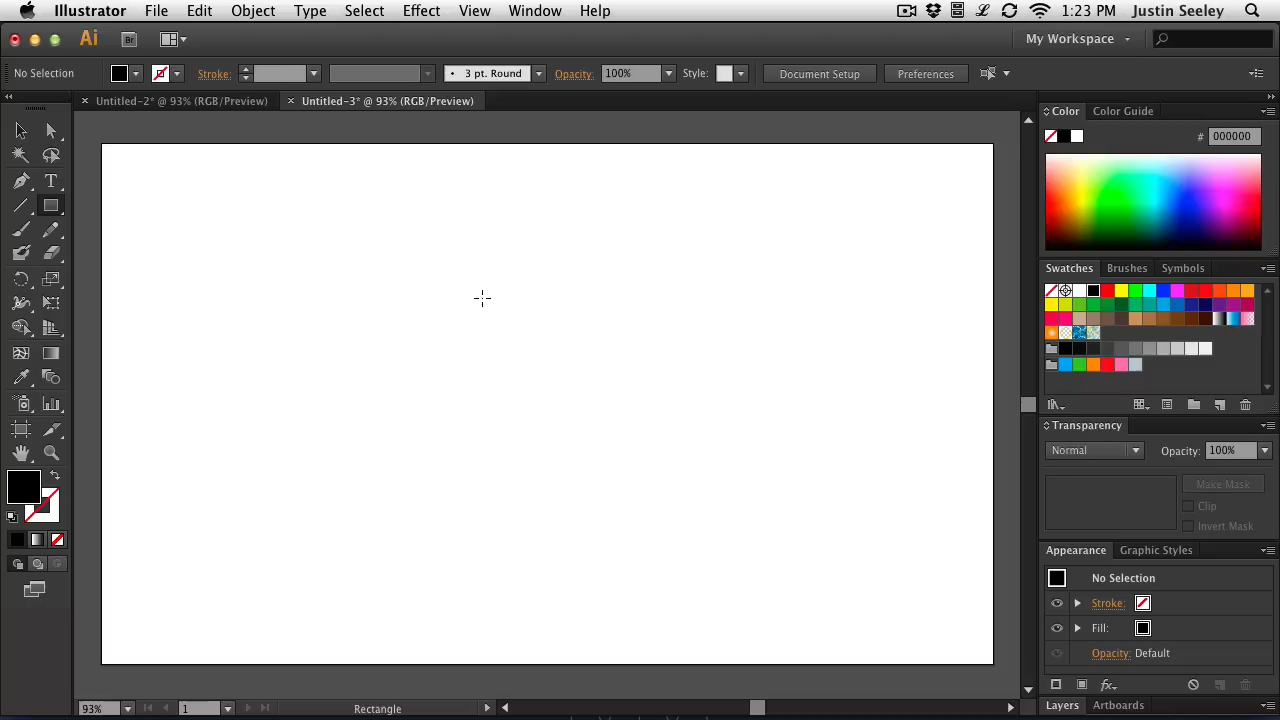 Illustrator File Edit Object Type Select Effect View Window Help 1:23 PM Justin Seeley
Ai Br My Workspace
No Selection Stroke: 3 pt. Round Opacity: 100% Style: Document Setup Preferences
Untitled-2* @ 93% (RGB/Preview) Untitled-3* @ 93% (RGB/Preview)
Color Color Guide
# 000000
T
Swatches Brushes Symbols
Transparency
Normal Opacity: 100%
Make Mask
Clip
Invert Mask
Appearance Graphic Styles
No Selection
Stroke:
Fill:
Opacity: Default
fx
93% 1 Rectangle
Layers Artboards